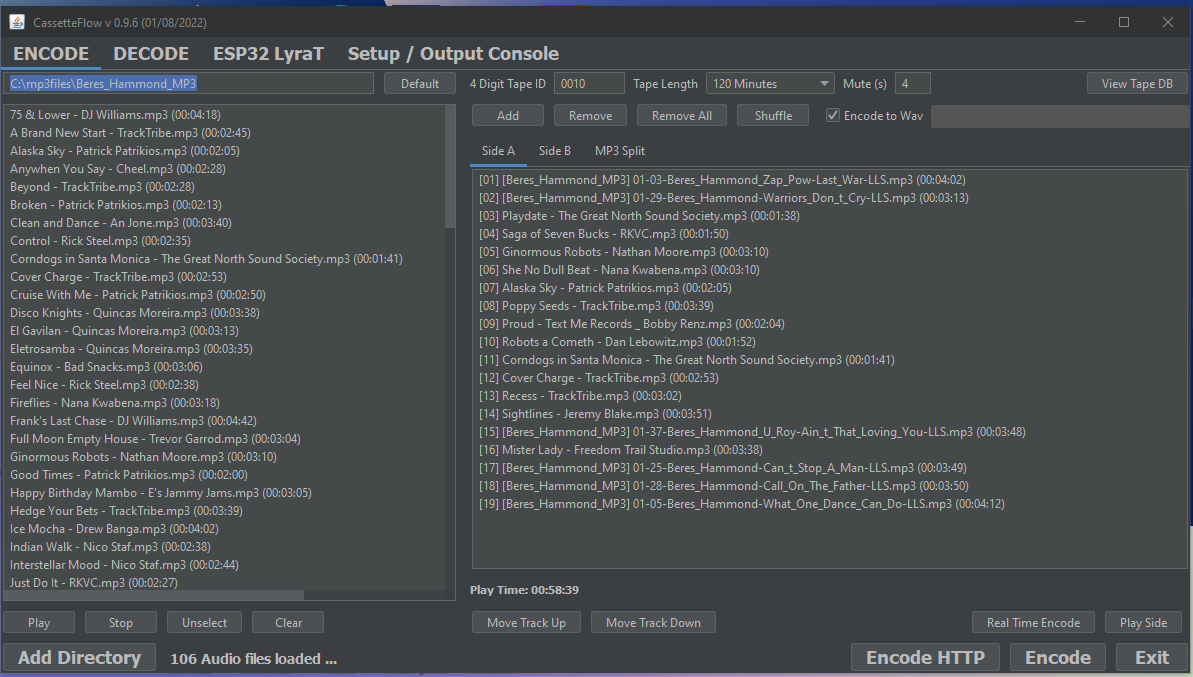 CassetteFlow v 0.9.6 (01/08/2022)
ENCODE DECODE ESP32 LyraT Setup / Output Console
C:\mp3files\Beres_Hammond_MP3 Default 4 Digit Tape ID 0010 Tape Length 120 Minutes Mute (s) 4 View Tape DB
Add Remove Remove All Shuffle Encode to Wav
Side A Side B MP3 Split
75 & Lower - DJ Williams.mp3 (00:04:18)
A Brand New Start - TrackTribe.mp3 (00:02:45)
Alaska Sky - Patrick Patrikios.mp3 (00:02:05)
Anywhen You Say - Cheel.mp3 (00:02:28)
Beyond - TrackTribe.mp3 (00:02:28)
Broken - Patrick Patrikios.mp3 (00:02:13)
Clean and Dance - An Jone.mp3 (00:03:40)
Control - Rick Steel.mp3 (00:02:35)
Corndogs in Santa Monica - The Great North Sound Society.mp3 (00:01:41)
Cover Charge - TrackTribe.mp3 (00:02:53)
Cruise With Me - Patrick Patrikios.mp3 (00:02:50)
Disco Knights - Quincas Moreira.mp3 (00:03:38)
El Gavilan - Quincas Moreira.mp3 (00:03:13)
Eletrosamba - Quincas Moreira.mp3 (00:03:35)
Equinox - Bad Snacks.mp3 (00:03:06)
Feel Nice - Rick Steel.mp3 (00:02:38)
Fireflies - Nana Kwabena.mp3 (00:03:18)
Frank's Last Chase - DJ Williams.mp3 (00:04:42)
Full Moon Empty House - Trevor Garrod.mp3 (00:03:04)
Ginormous Robots - Nathan Moore.mp3 (00:03:10)
Good Times - Patrick Patrikios.mp3 (00:02:00)
Happy Birthday Mambo - E's Jammy Jams.mp3 (00:03:05)
Hedge Your Bets - TrackTribe.mp3 (00:03:39)
Ice Mocha - Drew Banga.mp3 (00:04:02)
Indian Walk - Nico Staf.mp3 (00:02:38)
Interstellar Mood - Nico Staf.mp3 (00:02:44)
Just Do It - RKVC.mp3 (00:02:27)
[01] [Beres_Hammond_MP3] 01-03-Beres_Hammond_Zap_Pow-Last_War-LLS.mp3 (00:04:02)
[02] [Beres_Hammond_MP3] 01-29-Beres_Hammond-Warriors_Don_t_Cry-LLS.mp3 (00:03:13)
[03] Playdate - The Great North Sound Society.mp3 (00:01:38)
[04] Saga of Seven Bucks - RKVC.mp3 (00:01:50)
[05] Ginormous Robots - Nathan Moore.mp3 (00:03:10)
[06] She No Dull Beat - Nana Kwabena.mp3 (00:03:10)
[07] Alaska Sky - Patrick Patrikios.mp3 (00:02:05)
[08] Poppy Seeds - TrackTribe.mp3 (00:03:39)
[09] Proud - Text Me Records _ Bobby Renz.mp3 (00:02:04)
[10] Robots a Cometh - Dan Lebowitz.mp3 (00:01:52)
[11] Corndogs in Santa Monica - The Great North Sound Society.mp3 (00:01:41)
[12] Cover Charge - TrackTribe.mp3 (00:02:53)
[13] Recess - TrackTribe.mp3 (00:03:02)
[14] Sightlines - Jeremy Blake.mp3 (00:03:51)
[15] [Beres_Hammond_MP3] 01-37-Beres_Hammond_U_Roy-Ain_t_That_Loving_You-LLS.mp3 (00:03:48)
[16] Mister Lady - Freedom Trail Studio.mp3 (00:03:38)
[17] [Beres_Hammond_MP3] 01-25-Beres_Hammond-Can_t_Stop_A_Man-LLS.mp3 (00:03:49)
[18] [Beres_Hammond_MP3] 01-28-Beres_Hammond-Call_On_The_Father-LLS.mp3 (00:03:50)
[19] [Beres_Hammond_MP3] 01-05-Beres_Hammond-What_One_Dance_Can_Do-LLS.mp3 (00:04:12)
Play Time: 00:58:39
Play Stop Unselect Clear Move Track Up Move Track Down Real Time Encode Play Side
Add Directory 106 Audio files loaded ... Encode HTTP Encode Exit